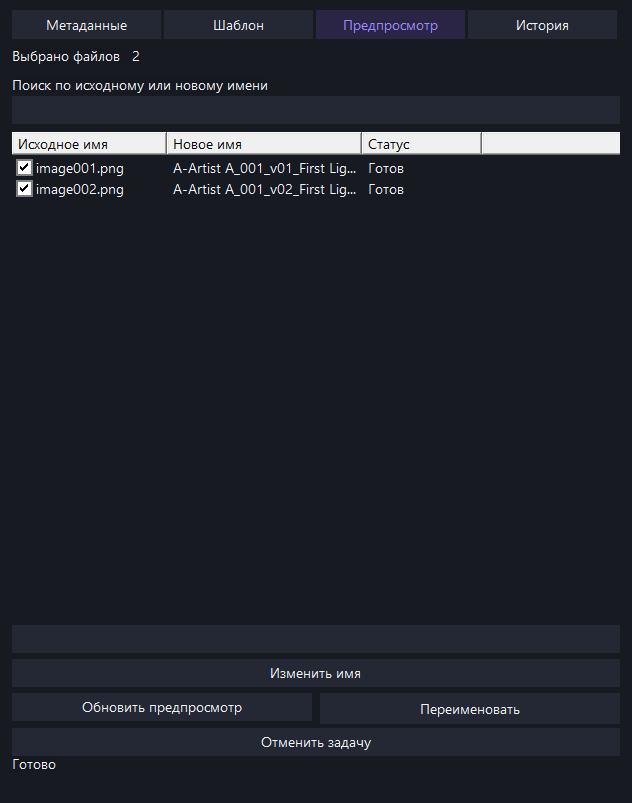 Метаданные Шаблон Предпросмотр История
Выбрано файлов 2
Поиск по исходному или новому имени
Исходное имя Новое имя Статус
image001.png A-Artist A_001_v01_First Lig... Готов
image002.png A-Artist A_001_v02_First Lig... Готов
Изменить имя
Обновить предпросмотр Переименовать
Отменить задачу
Готово